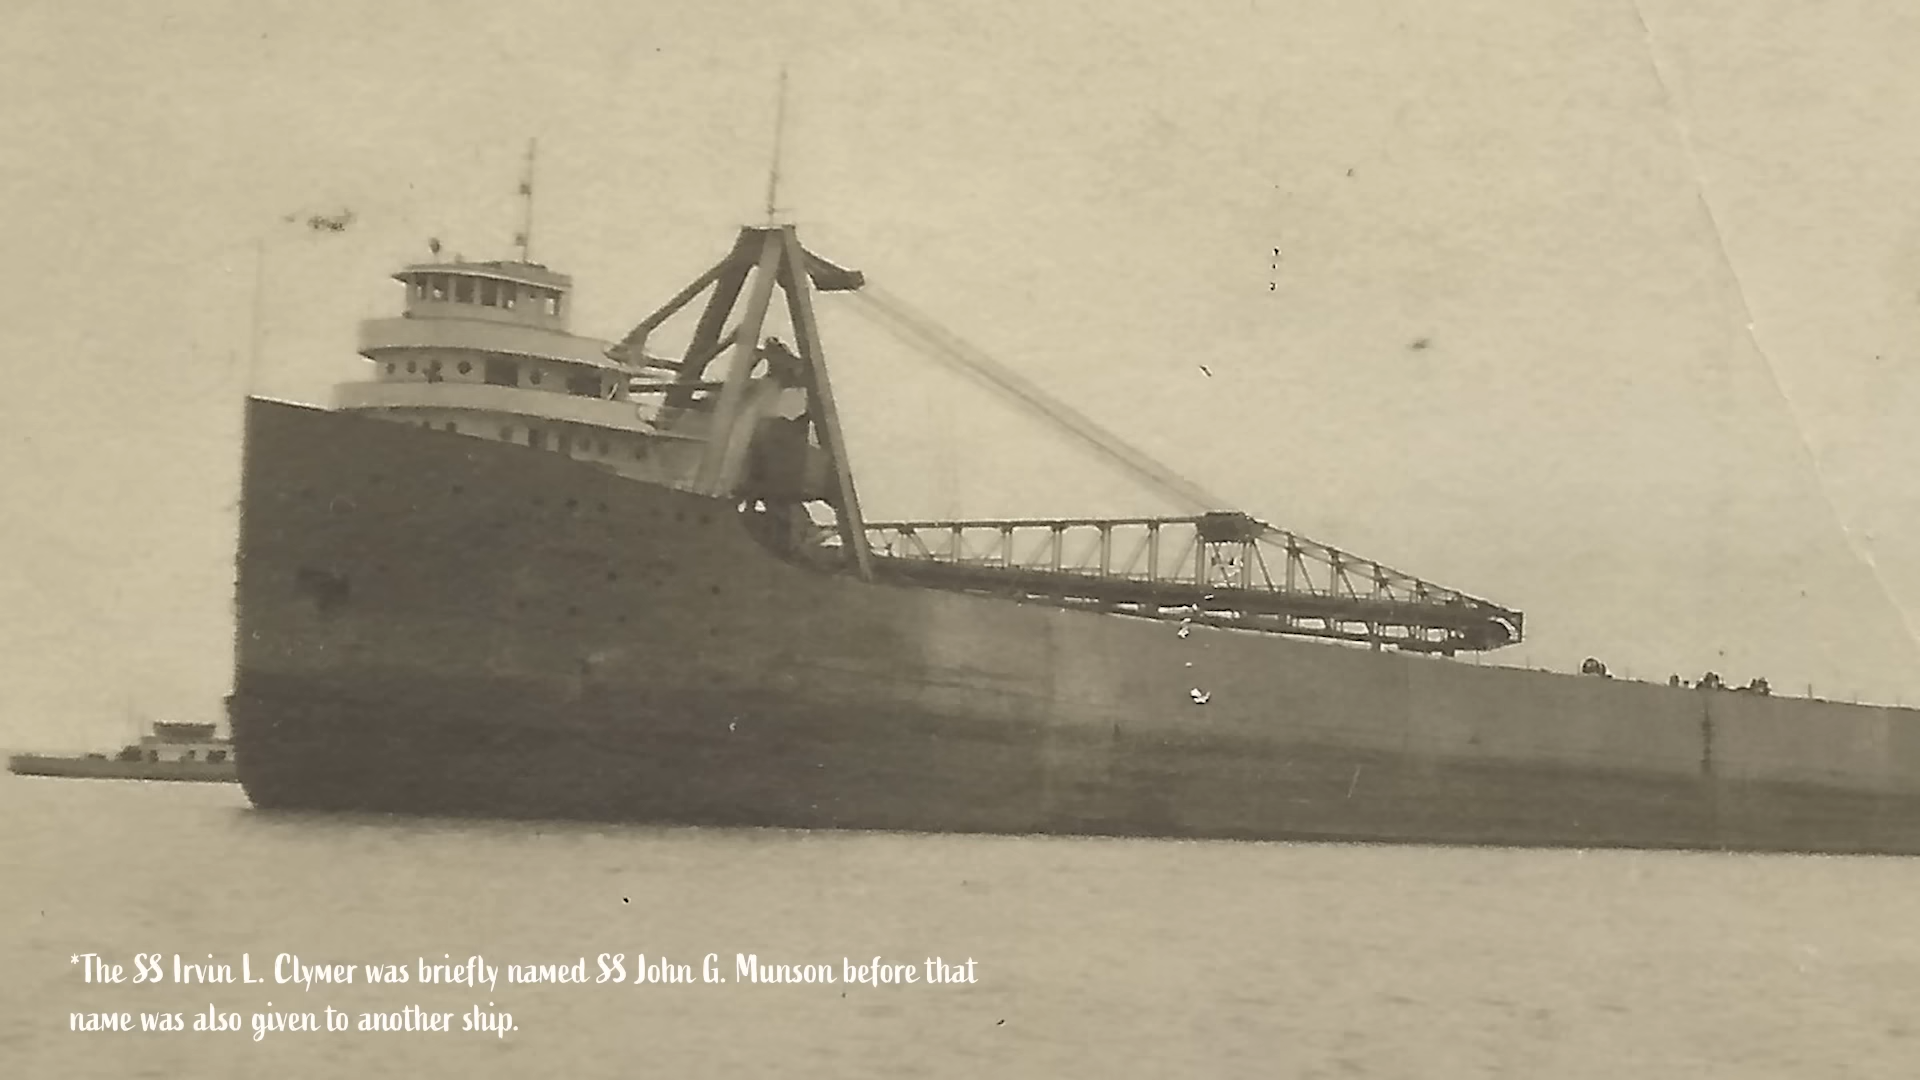 *The SS Irvin L. Clymer was briefly named SS John G. Munson before that
name was also given to another ship.